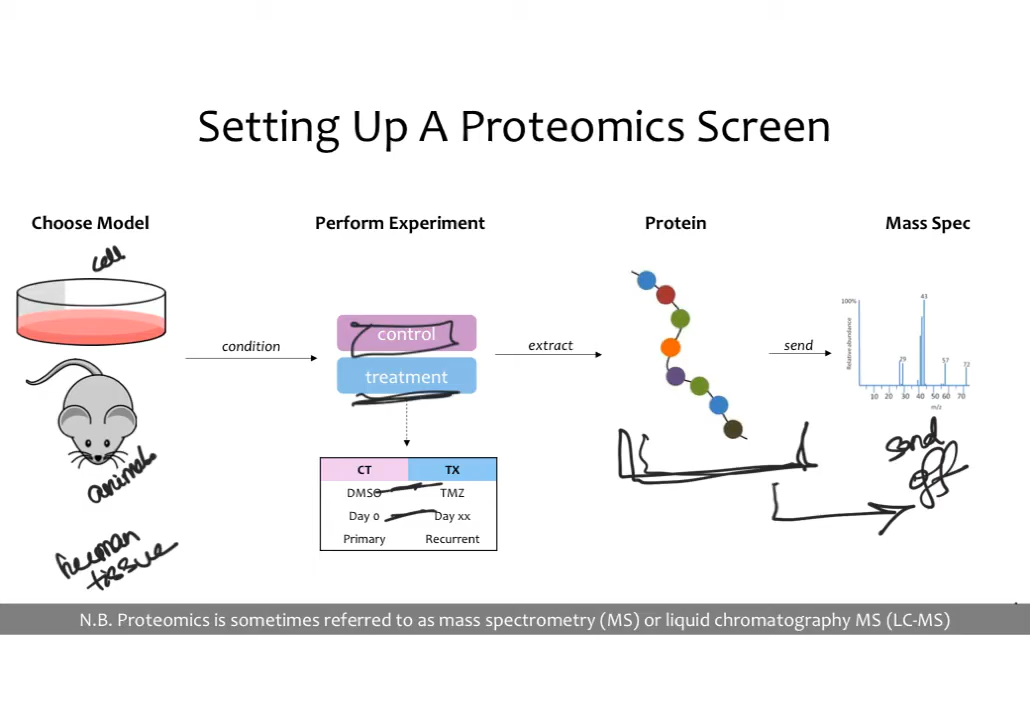 Setting Up A Proteomics Screen
Choose Model
Perform Experiment
Protein
Mass Spec
cell
condition
control
treatment
extract
send
100%
Relative abundance
43
29
57
72
10 20 30 40 50 60 70
m/z
animal
human
tissue
CT TX
DMSO TMZ
Day 0 Day xx
Primary Recurrent
send
N.B. Proteomics is sometimes referred to as mass spectrometry (MS) or liquid chromatography MS (LC-MS)